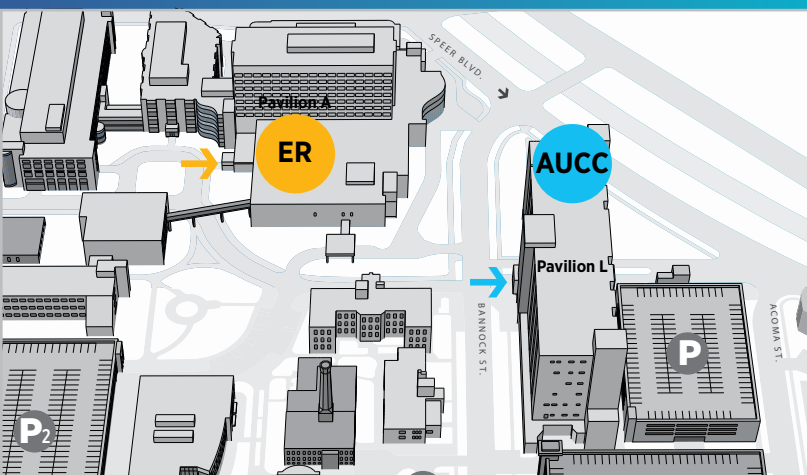 SPEER BLVD.
Pavilion A
ER
AUCC
Pavilion L
BANNOCK ST.
ACOMA ST.
P
P2